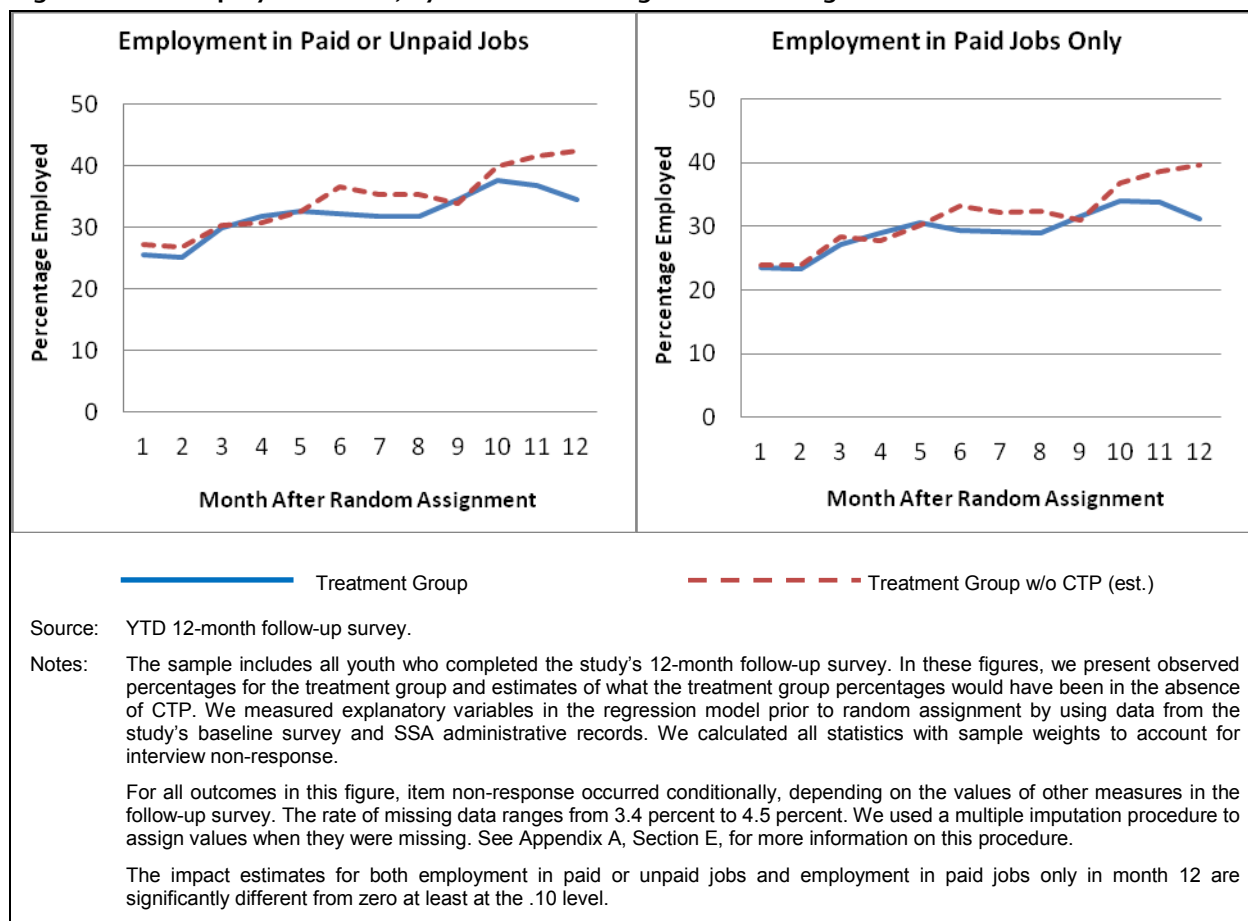 Employment in Paid or Unpaid Jobs
Percentage Employed
50
40
30
20
10
0
1 2 3 4 5 6 7 8 9 10 11 12
Month After Random Assignment
Employment in Paid Jobs Only
Percentage Employed
50
40
30
20
10
0
1 2 3 4 5 6 7 8 9 10 11 12
Month After Random Assignment
Treatment Group
Treatment Group w/o CTP (est.)
Source: YTD 12-month follow-up survey.
Notes: The sample includes all youth who completed the study's 12-month follow-up survey. In these figures, we present observed
percentages for the treatment group and estimates of what the treatment group percentages would have been in the absence
of CTP. We measured explanatory variables in the regression model prior to random assignment by using data from the
study's baseline survey and SSA administrative records. We calculated all statistics with sample weights to account for
interview non-response.
For all outcomes in this figure, item non-response occurred conditionally, depending on the values of other measures in the
follow-up survey. The rate of missing data ranges from 3.4 percent to 4.5 percent. We used a multiple imputation procedure to
assign values when they were missing. See Appendix A, Section E, for more information on this procedure.
The impact estimates for both employment in paid or unpaid jobs and employment in paid jobs only in month 12 are
significantly different from zero at least at the .10 level.